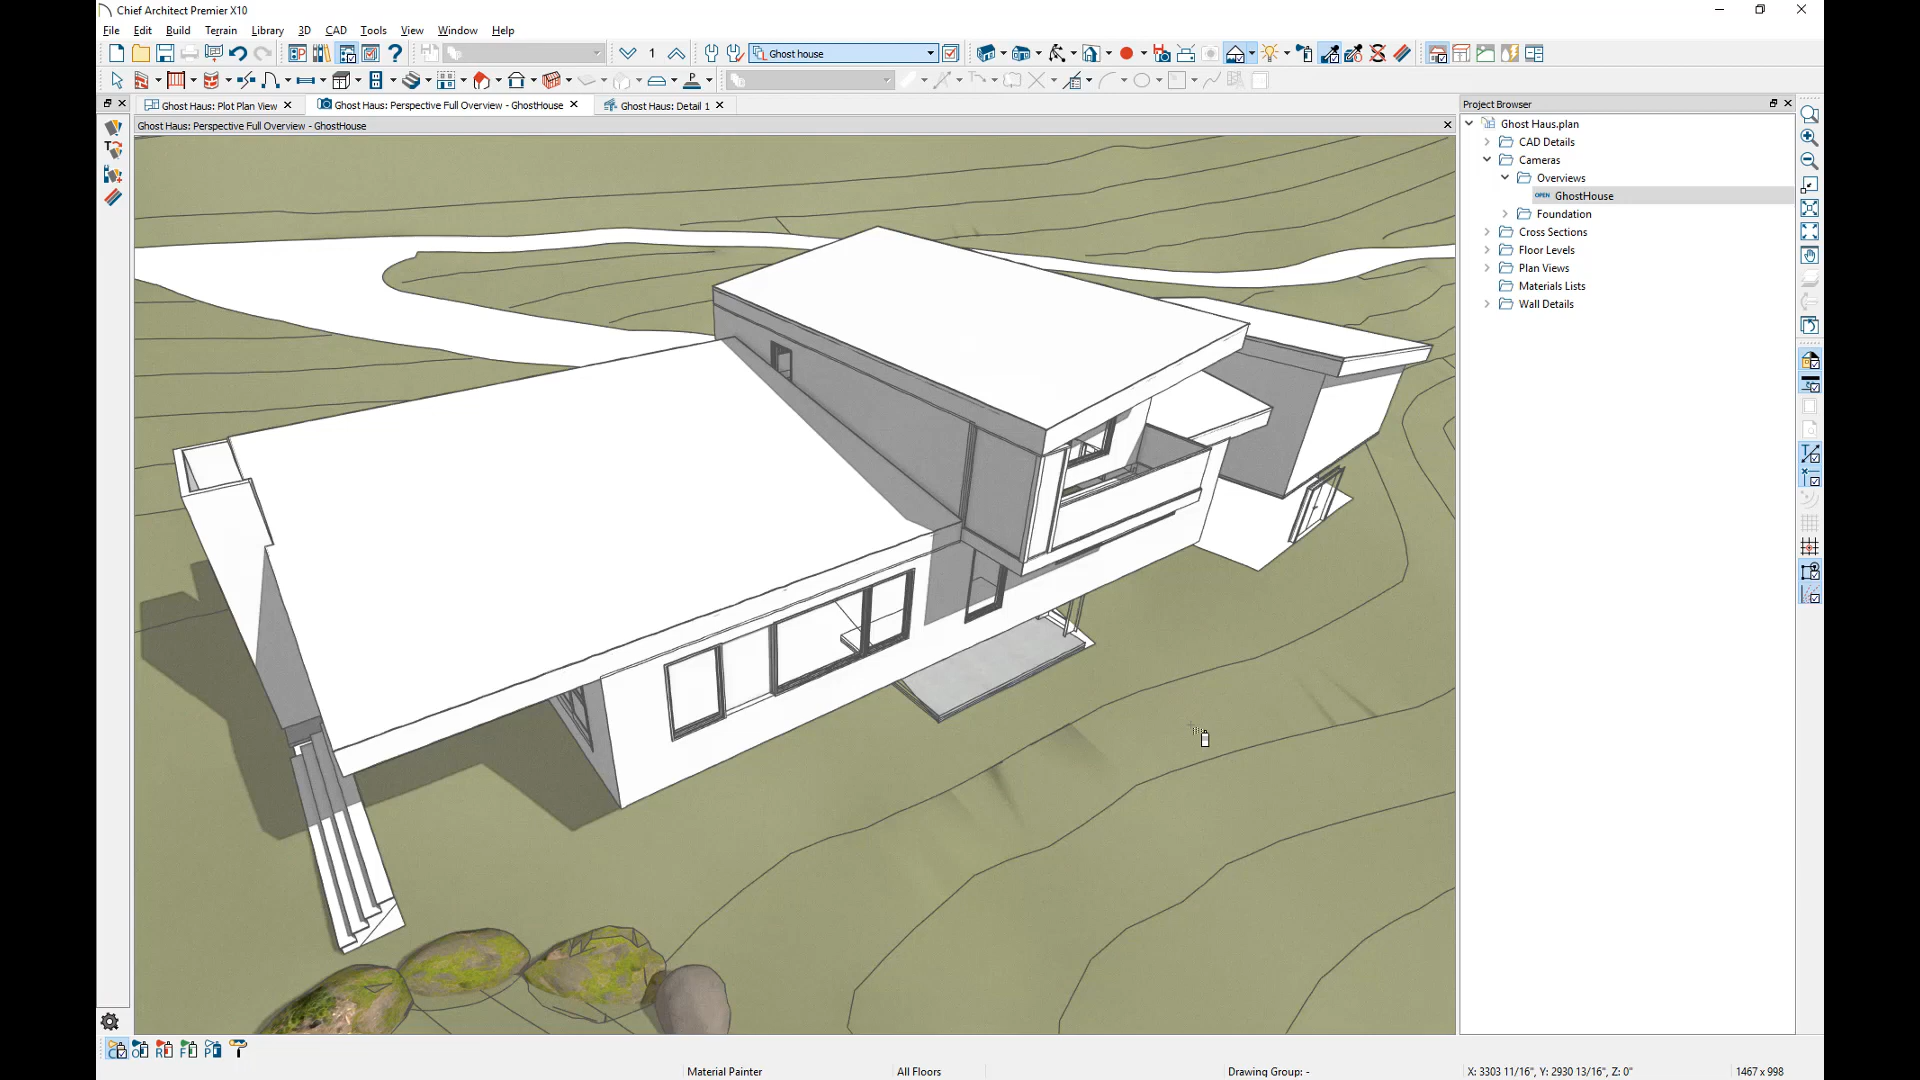 Chief Architect Premier X10
File Edit Build Terrain Library 3D CAD Tools View Window Help
1 Ghost house
Ghost Haus: Plot Plan View Ghost Haus: Perspective Full Overview - GhostHouse Ghost Haus: Detail 1
Ghost Haus: Perspective Full Overview - GhostHouse
Project Browser
Ghost Haus.plan
CAD Details
Cameras
Overviews
OPEN GhostHouse
Foundation
Cross Sections
Floor Levels
Plan Views
Materials Lists
Wall Details
Material Painter All Floors Drawing Group: - X: 3303 11/16", Y: 2930 13/16", Z: 0" 1467 x 998